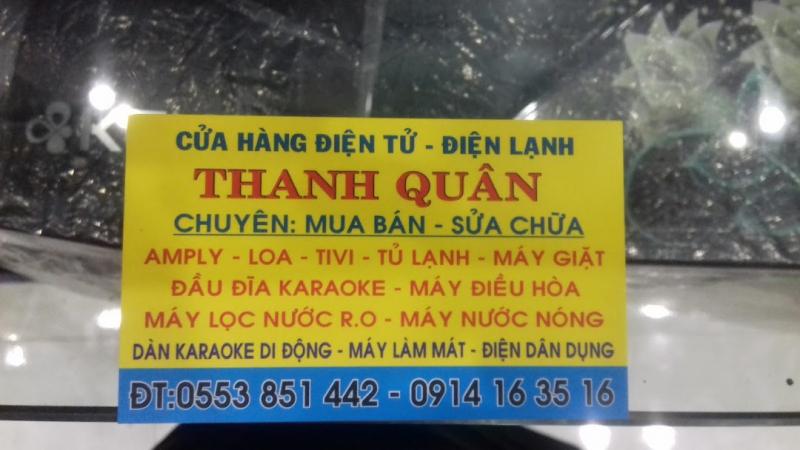 CỬA HÀNG ĐIỆN TỬ - ĐIỆN LẠNH
THANH QUÂN
CHUYÊN: MUA BÁN - SỬA CHỮA
AMPLY - LOA - TIVI - TỦ LẠNH - MÁY GIẶT
ĐẦU ĐĨA KARAOKE - MÁY ĐIỀU HÒA
MÁY LỌC NƯỚC R.O - MÁY NƯỚC NÓNG
DÀN KARAOKE DI ĐỘNG - MÁY LÀM MÁT - ĐIỆN DÂN DỤNG
ĐT:0553 851 442 - 0914 16 35 16